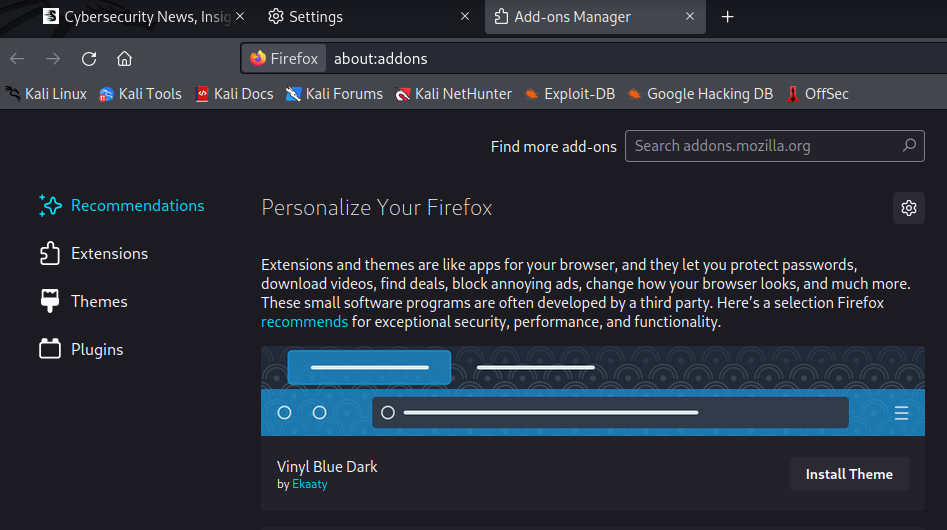 Cybersecurity News, Insig
Settings
Add-ons Manager
Firefox
about:addons
Kali Linux
Kali Tools
Kali Docs
Kali Forums
Kali NetHunter
Exploit-DB
Google Hacking DB
OffSec
Find more add-ons
Search addons.mozilla.org
Recommendations
Extensions
Themes
Plugins
Personalize Your Firefox
Extensions and themes are like apps for your browser, and they let you protect passwords,
download videos, find deals, block annoying ads, change how your browser looks, and much more.
These small software programs are often developed by a third party. Here’s a selection Firefox
recommends for exceptional security, performance, and functionality.
Vinyl Blue Dark
by Ekaaty
Install Theme